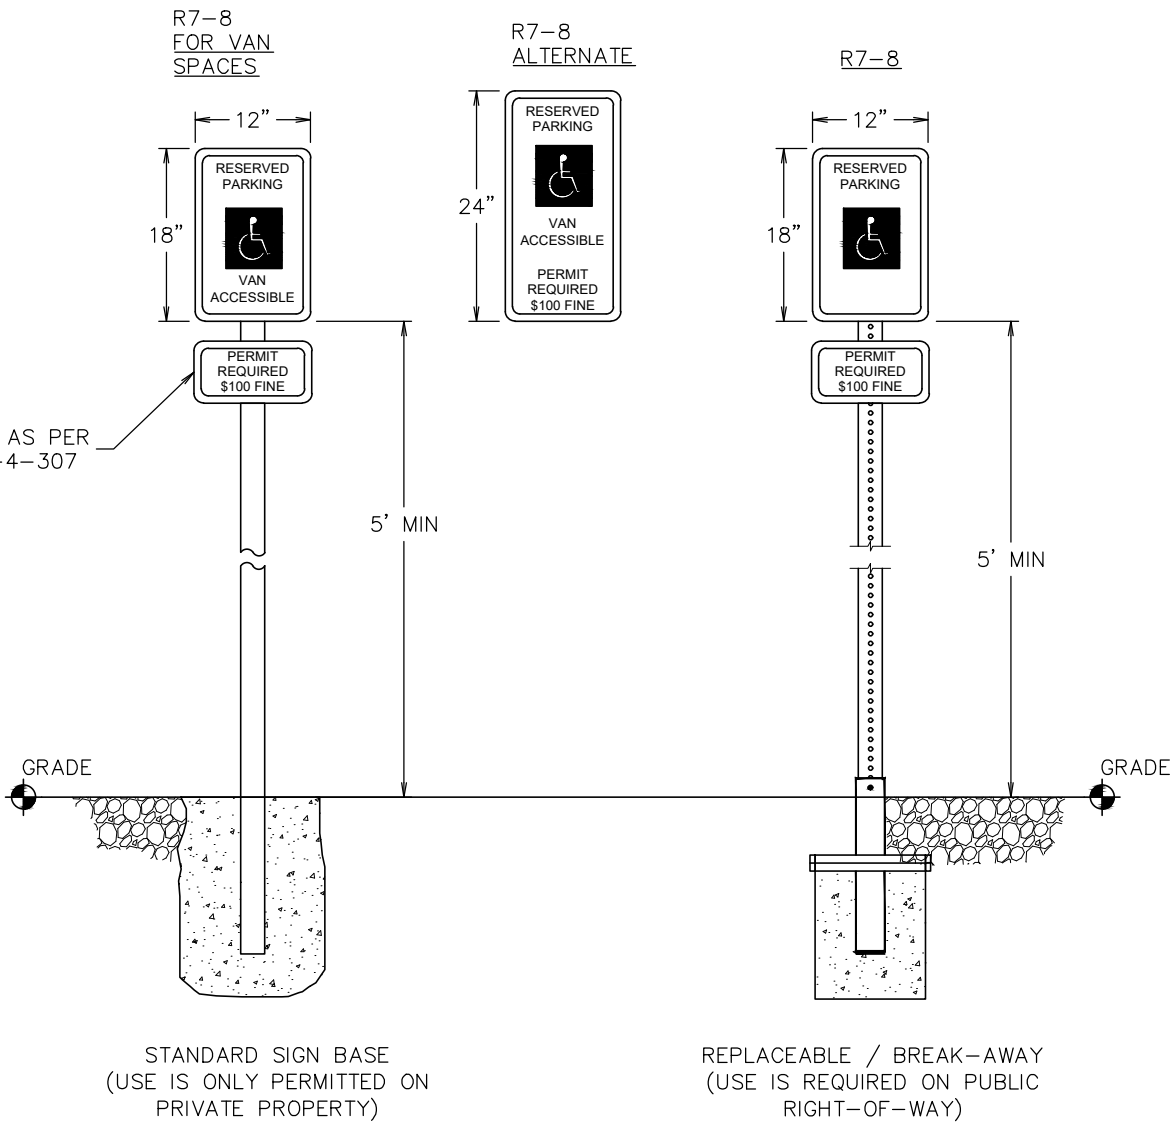 R7-8
FOR VAN
SPACES
R7-8
ALTERNATE
R7-8
12"
18"
RESERVED
PARKING
VAN
ACCESSIBLE
PERMIT
REQUIRED
$100 FINE
24"
RESERVED
PARKING
VAN
ACCESSIBLE
PERMIT
REQUIRED
$100 FINE
12"
18"
RESERVED
PARKING
PERMIT
REQUIRED
$100 FINE
AS PER
-4-307
5' MIN
5' MIN
GRADE
GRADE
STANDARD SIGN BASE
(USE IS ONLY PERMITTED ON
PRIVATE PROPERTY)
REPLACEABLE / BREAK-AWAY
(USE IS REQUIRED ON PUBLIC
RIGHT-OF-WAY)